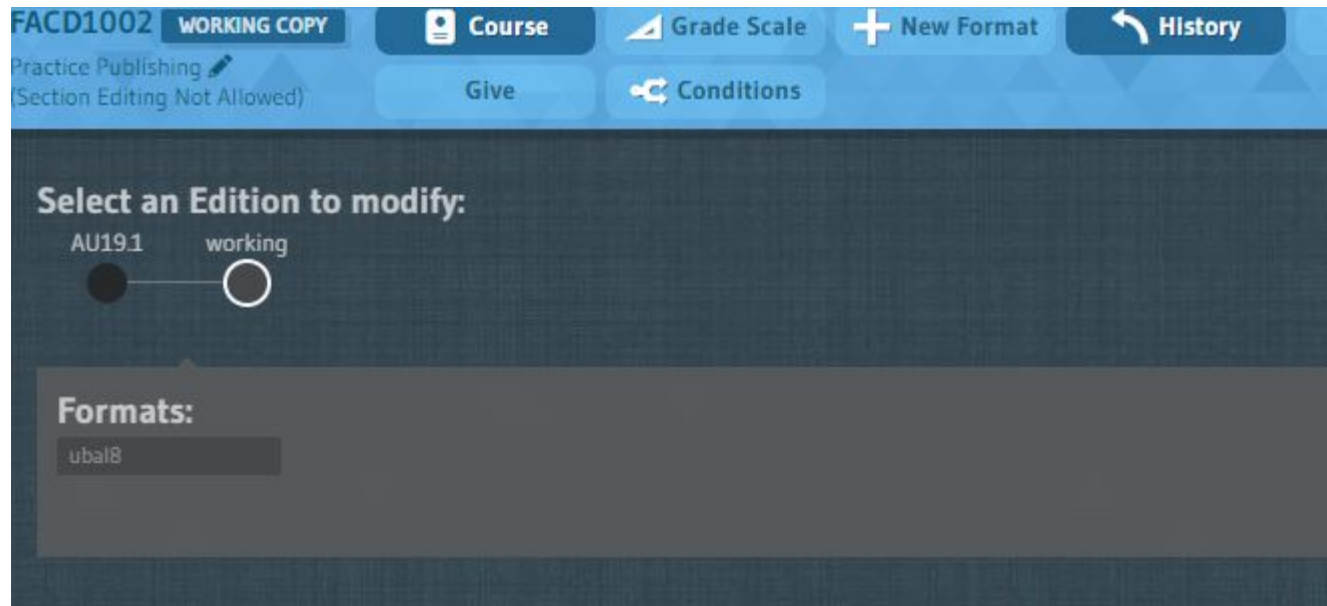 FACD1002 WORKING COPY Course Grade Scale New Format History
Practice Publishing
(Section Editing Not Allowed) Give Conditions
Select an Edition to modify:
AU19.1 working
Formats:
ubal8